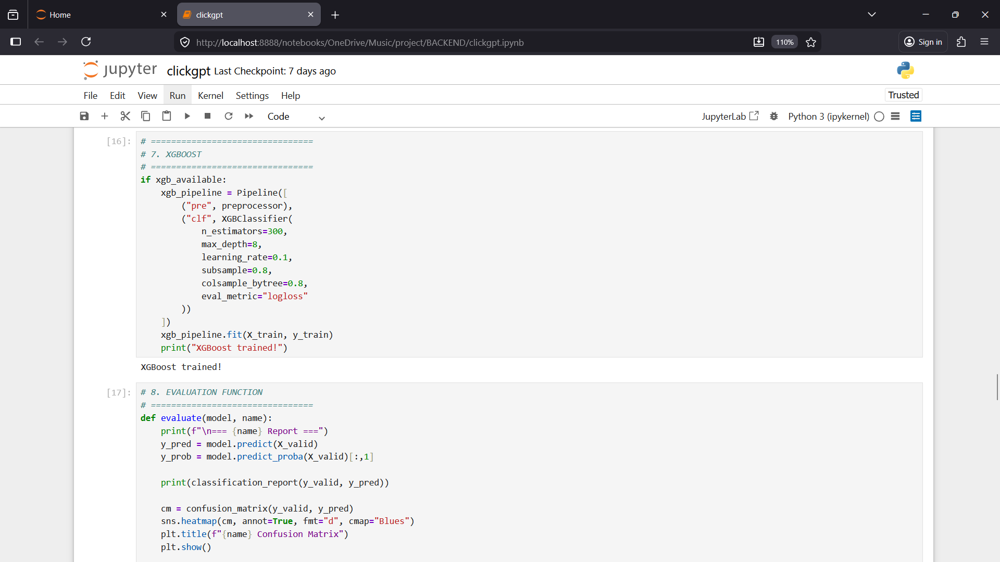 Home
clickgpt
http://localhost:8888/notebooks/OneDrive/Music/project/BACKEND/clickgpt.ipynb
110%
Sign in
jupyter clickgpt Last Checkpoint: 7 days ago
File Edit View Run Kernel Settings Help
Trusted
Code
JupyterLab
Python 3 (ipykernel)
[16]:
# ================================
# 7. XGBOOST
# ================================
if xgb_available:
    xgb_pipeline = Pipeline([
        ("pre", preprocessor),
        ("clf", XGBClassifier(
            n_estimators=300,
            max_depth=8,
            learning_rate=0.1,
            subsample=0.8,
            colsample_bytree=0.8,
            eval_metric="logloss"
        ))
    ])
    xgb_pipeline.fit(X_train, y_train)
    print("XGBoost trained!")
XGBoost trained!
[17]:
# 8. EVALUATION FUNCTION
# ================================
def evaluate(model, name):
    print(f"\n=== {name} Report ===")
    y_pred = model.predict(X_valid)
    y_prob = model.predict_proba(X_valid)[:,1]
    print(classification_report(y_valid, y_pred))
    cm = confusion_matrix(y_valid, y_pred)
    sns.heatmap(cm, annot=True, fmt="d", cmap="Blues")
    plt.title(f"{name} Confusion Matrix")
    plt.show()